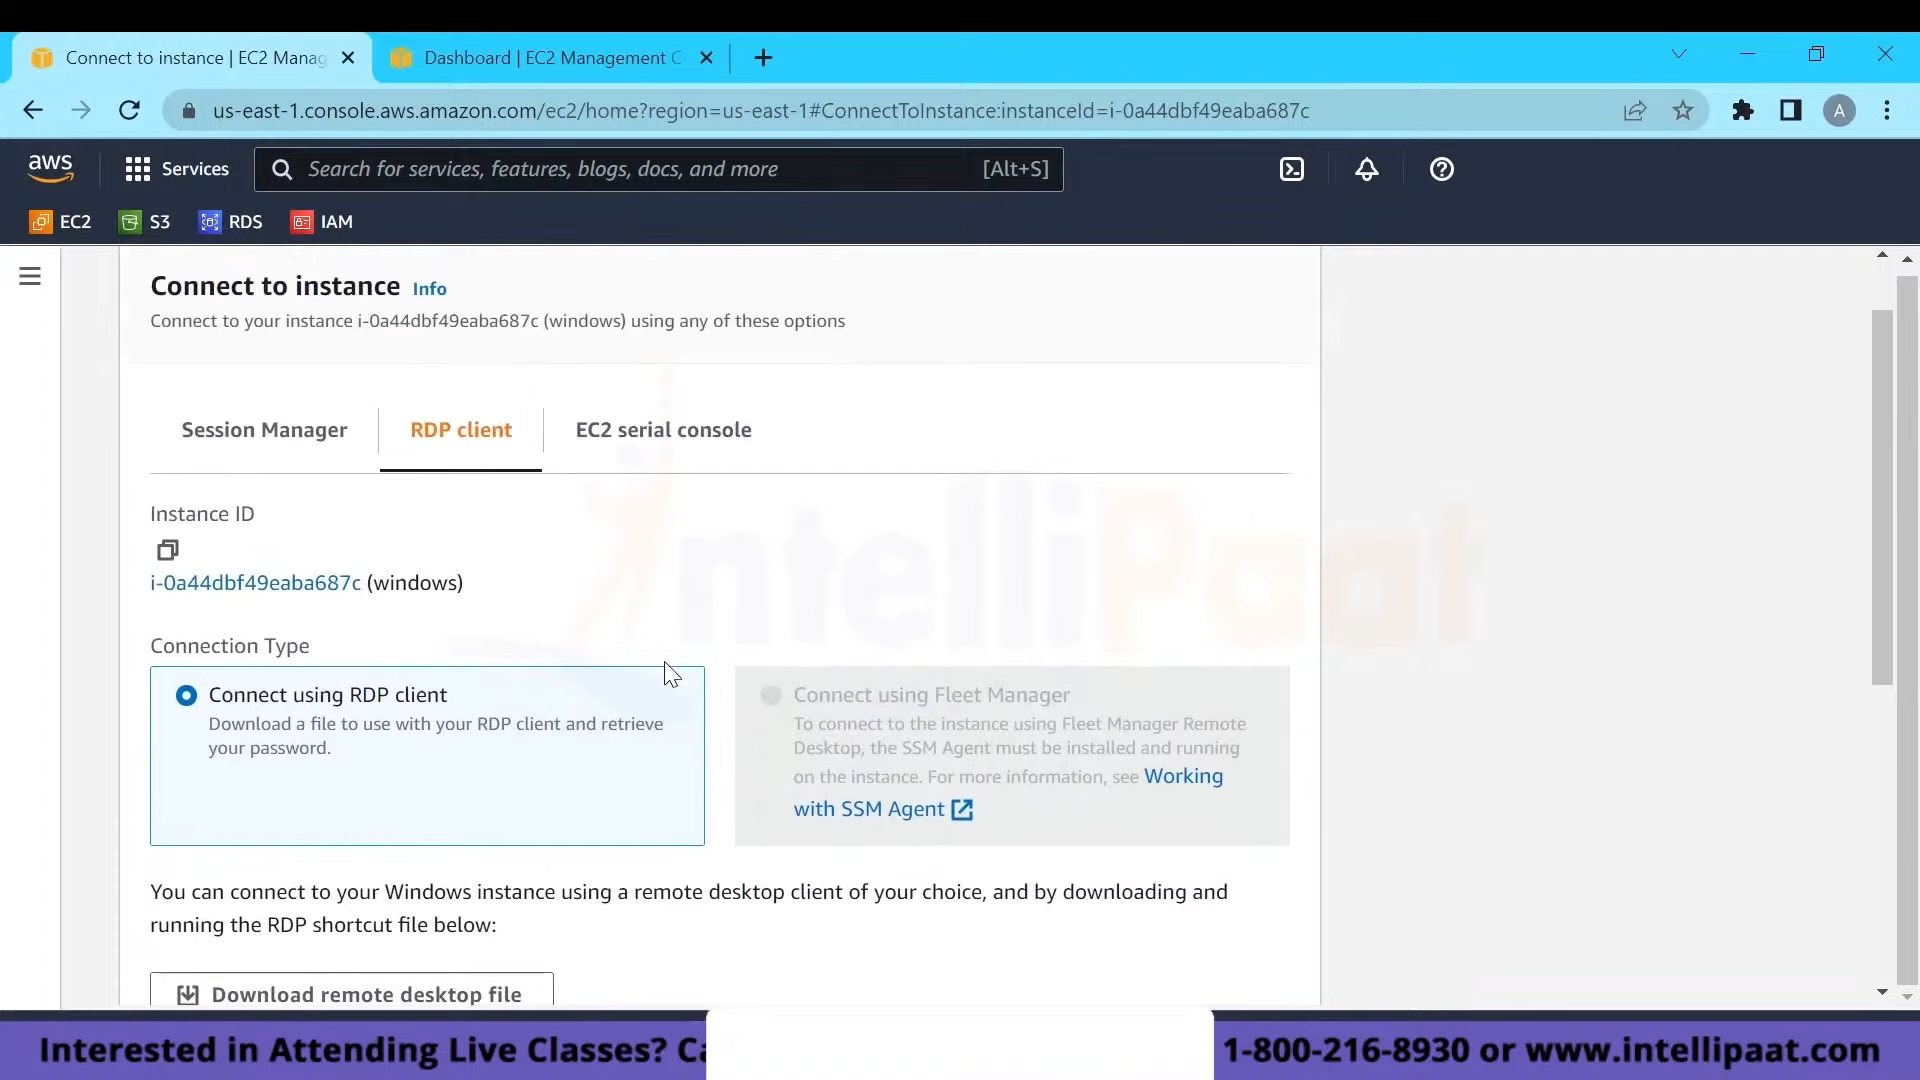 Connect to instance | EC2 Manag
Dashboard | EC2 Management C
us-east-1.console.aws.amazon.com/ec2/home?region=us-east-1#ConnectToInstance:instanceId=i-0a44dbf49eaba687c
A
aws
Services
Search for services, features, blogs, docs, and more
[Alt+S]
EC2
S3
RDS
IAM
Connect to instance Info
Connect to your instance i-0a44dbf49eaba687c (windows) using any of these options
Session Manager
RDP client
EC2 serial console
Instance ID
i-0a44dbf49eaba687c (windows)
IntelliPaat
Connection Type
Connect using RDP client
Download a file to use with your RDP client and retrieve
your password.
Connect using Fleet Manager
To connect to the instance using Fleet Manager Remote
Desktop, the SSM Agent must be installed and running
on the instance. For more information, see Working
with SSM Agent
You can connect to your Windows instance using a remote desktop client of your choice, and by downloading and
running the RDP shortcut file below:
Download remote desktop file
Interested in Attending Live Classes? Ca
1-800-216-8930 or www.intellipaat.com